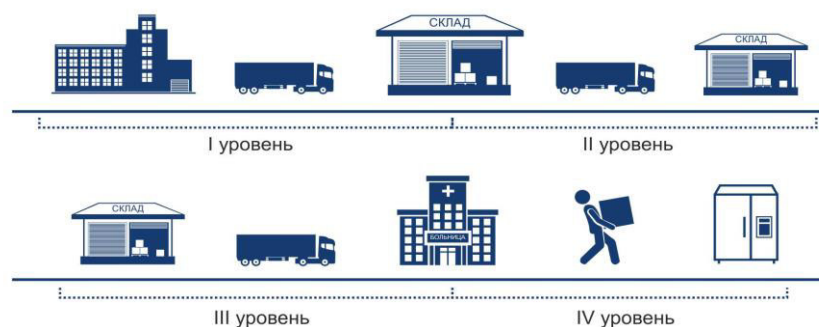 СКЛАД
СКЛАД
I уровень
II уровень
СКЛАД
БОЛЬНИЦА
III уровень
IV уровень